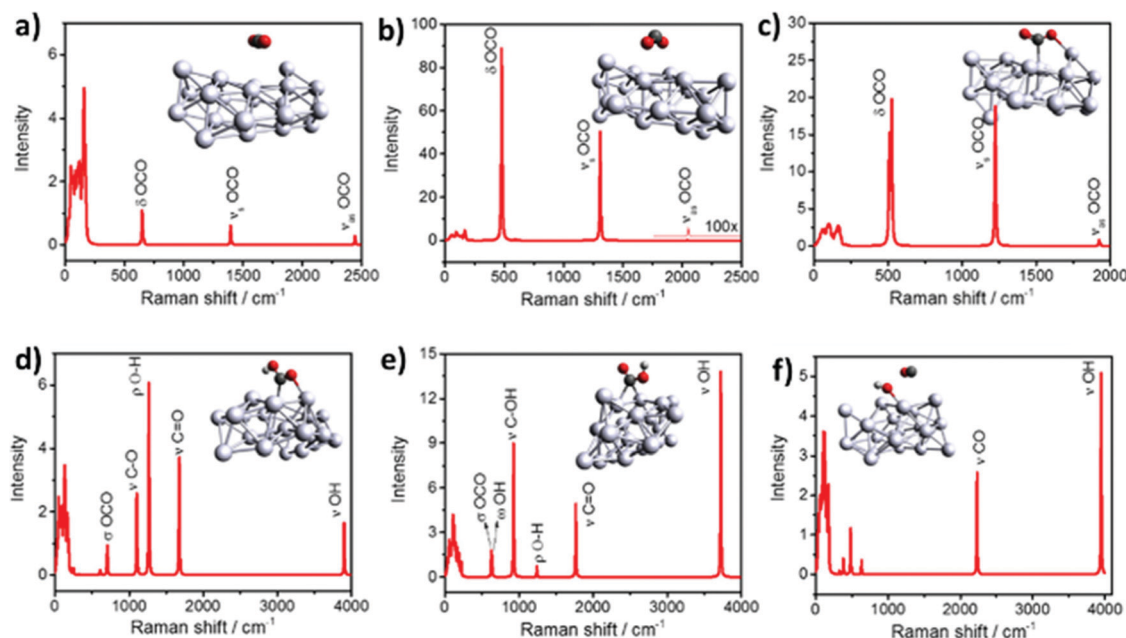 a)
Intensity
6
4
2
0
δ OCO
νs OCO
νas OCO
0 500 1000 1500 2000 2500
Raman shift / cm-1
b)
Intensity
100
80
60
40
20
0
δ OCO
νs OCO
νas OCO
100x
0 500 1000 1500 2000 2500
Raman shift / cm-1
c)
Intensity
30
25
20
15
10
5
0
δ OCO
νs OCO
νas OCO
0 500 1000 1500 2000
Raman shift / cm-1
d)
Intensity
6
4
2
0
σ OCO
ν C-O
ρ O-H
ν C=O
ν OH
0 1000 2000 3000 4000
Raman shift / cm-1
e)
Intensity
15
12
9
6
3
0
σ OCO
ω OH
ν C-OH
ρ O-H
ν C=O
ν OH
0 1000 2000 3000 4000
Raman shift / cm-1
f)
Intensity
5
4
3
2
1
0
ν CO
ν OH
0 1000 2000 3000 4000
Raman shift / cm-1